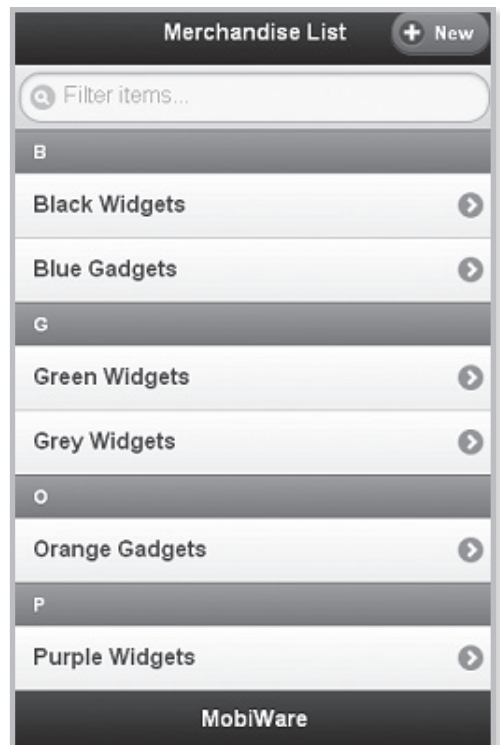 Merchandise List
New
Filter items...
B
Black Widgets
Blue Gadgets
G
Green Widgets
Grey Widgets
O
Orange Gadgets
P
Purple Widgets
MobiWare